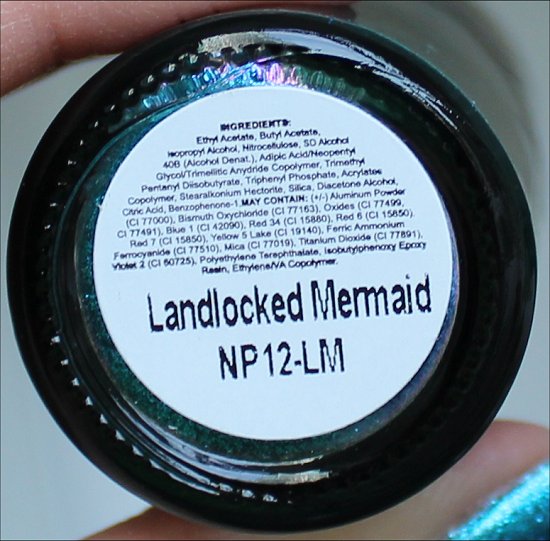 INGREDIENTS:
Ethyl Acetate, Butyl Acetate,
Isopropyl Alcohol, Nitrocellulose, SD Alcohol
40B (Alcohol Denat.), Adipic Acid/Neopentyl
Glycol/Trimellitic Anydride Copolymer, Trimethyl
Pentanyl Diisobutyrate, Triphenyl Phosphate, Acrylates
Copolymer, Stearalkonium Hectorite, Silica, Diacetone Alcohol,
Citric Acid, Benzophenone-1.MAY CONTAIN: (+/-) Aluminum Powder
(CI 77000), Bismuth Oxychloride (CI 77163), Oxides (CI 77499,
CI 77491), Blue 1 (CI 42090), Red 34 (CI 15880), Red 6 (CI 15850),
Red 7 (CI 15850), Yellow 5 Lake (CI 19140), Ferric Ammonium
Ferrocyanide (CI 77510), Mica (CI 77019), Titanium Dioxide (CI 77891),
Violet 2 (CI 60725), Polyethylene Terephthalate, Isobutylphenoxy Epoxy
Resin, Ethylene/VA Copolymer.
Landlocked Mermaid
NP12-LM